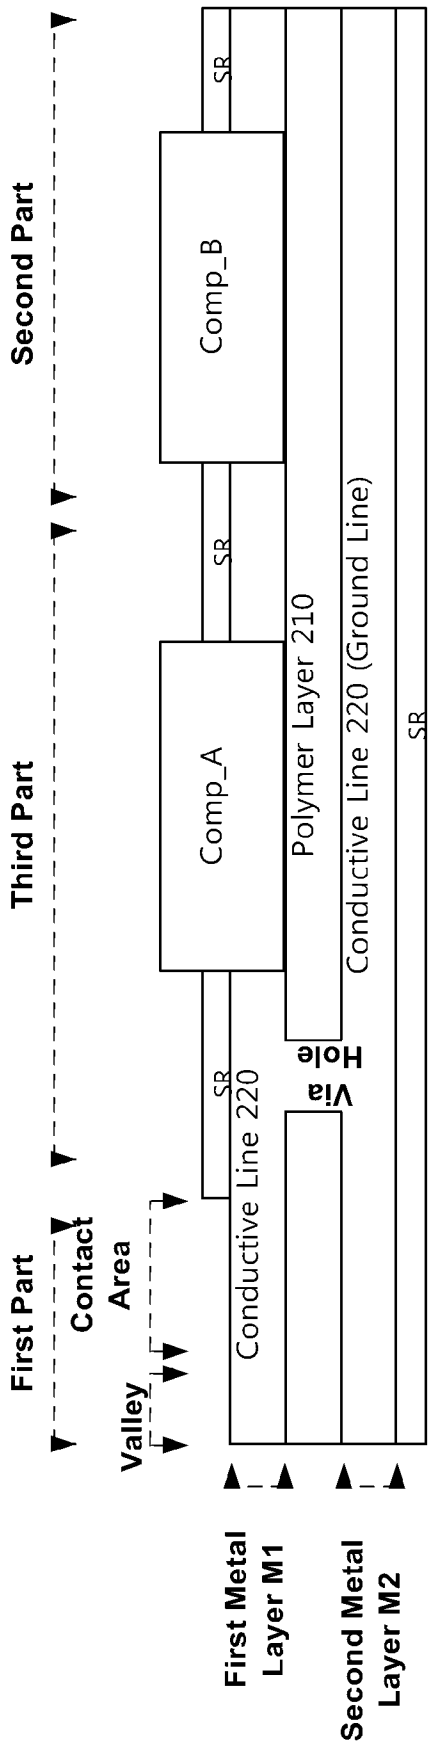 First Part
Third Part
Second Part
Contact
Area
Valley
SR
SR
SR
Comp_A
Comp_B
Conductive Line 220
Via
Hole
Polymer Layer 210
Conductive Line 220 (Ground Line)
SR
First Metal
Layer M1
Second Metal
Layer M2